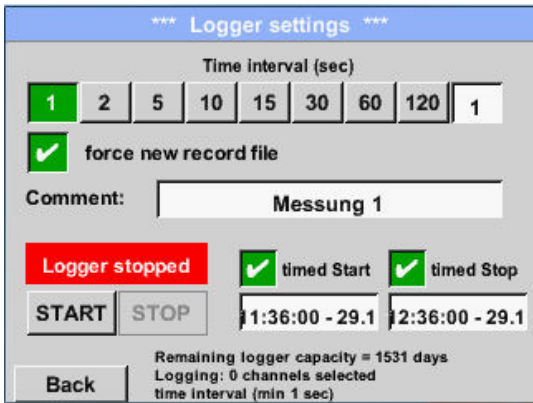 *** Logger settings ***
Time interval (sec)
1 2 5 10 15 30 60 120 1
force new record file
Comment: Messung 1
Logger stopped timed Start timed Stop
START STOP 11:36:00 - 29.1 12:36:00 - 29.1
Remaining logger capacity = 1531 days
Back Logging: 0 channels selected
time interval (min 1 sec)